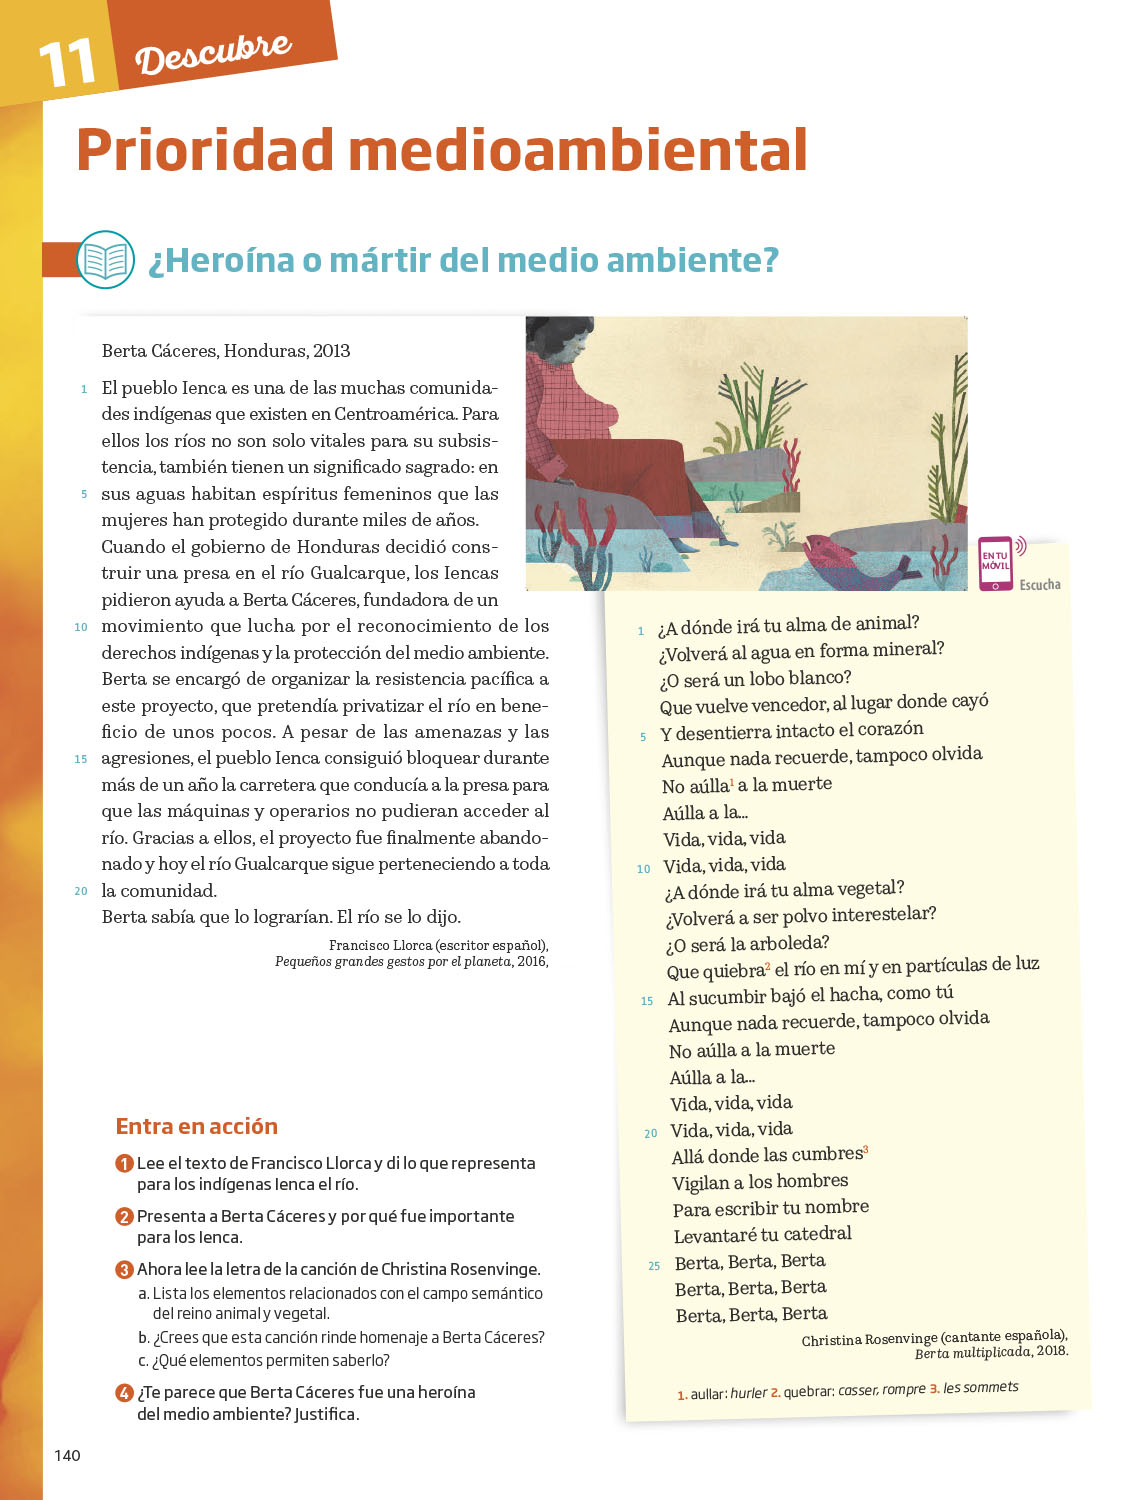 11 Descubre
Prioridad medioambiental
¿Heroína o mártir del medio ambiente?
Berta Cáceres, Honduras, 2013
1 El pueblo Ienca es una de las muchas comunida-
des indígenas que existen en Centroamérica. Para
ellos los ríos no son solo vitales para su subsis-
tencia, también tienen un significado sagrado: en
5 sus aguas habitan espíritus femeninos que las
mujeres han protegido durante miles de años.
Cuando el gobierno de Honduras decidió cons-
truir una presa en el río Gualcarque, los Iencas
pidieron ayuda a Berta Cáceres, fundadora de un
10 movimiento que lucha por el reconocimiento de los
derechos indígenas y la protección del medio ambiente.
Berta se encargó de organizar la resistencia pacífica a
este proyecto, que pretendía privatizar el río en bene-
ficio de unos pocos. A pesar de las amenazas y las
15 agresiones, el pueblo Ienca consiguió bloquear durante
más de un año la carretera que conducía a la presa para
que las máquinas y operarios no pudieran acceder al
río. Gracias a ellos, el proyecto fue finalmente abando-
nado y hoy el río Gualcarque sigue perteneciendo a toda
20 la comunidad.
Berta sabía que lo lograrían. El río se lo dijo.
Francisco Llorca (escritor español),
Pequeños grandes gestos por el planeta, 2016,
EN TU
MÓVIL
Escucha
1 ¿A dónde irá tu alma de animal?
¿Volverá al agua en forma mineral?
¿O será un lobo blanco?
Que vuelve vencedor, al lugar donde cayó
5 Y desentierra intacto el corazón
Aunque nada recuerde, tampoco olvida
No aúlla1 a la muerte
Aúlla a la...
Vida, vida, vida
10 Vida, vida, vida
¿A dónde irá tu alma vegetal?
¿Volverá a ser polvo interestelar?
¿O será la arboleda?
Que quiebra2 el río en mí y en partículas de luz
15 Al sucumbir bajó el hacha, como tú
Aunque nada recuerde, tampoco olvida
No aúlla a la muerte
Aúlla a la...
Vida, vida, vida
20 Vida, vida, vida
Allá donde las cumbres3
Vigilan a los hombres
Para escribir tu nombre
Levantaré tu catedral
25 Berta, Berta, Berta
Berta, Berta, Berta
Berta, Berta, Berta
Christina Rosenvinge (cantante española),
Berta multiplicada, 2018.
1. aullar: hurler 2. quebrar: casser, rompre 3. les sommets
Entra en acción
1 Lee el texto de Francisco Llorca y di lo que representa
para los indígenas Ienca el río.
2 Presenta a Berta Cáceres y por qué fue importante
para los Ienca.
3 Ahora lee la letra de la canción de Christina Rosenvinge.
a. Lista los elementos relacionados con el campo semántico
del reino animal y vegetal.
b. ¿Crees que esta canción rinde homenaje a Berta Cáceres?
c. ¿Qué elementos permiten saberlo?
4 ¿Te parece que Berta Cáceres fue una heroína
del medio ambiente? Justifica.
140